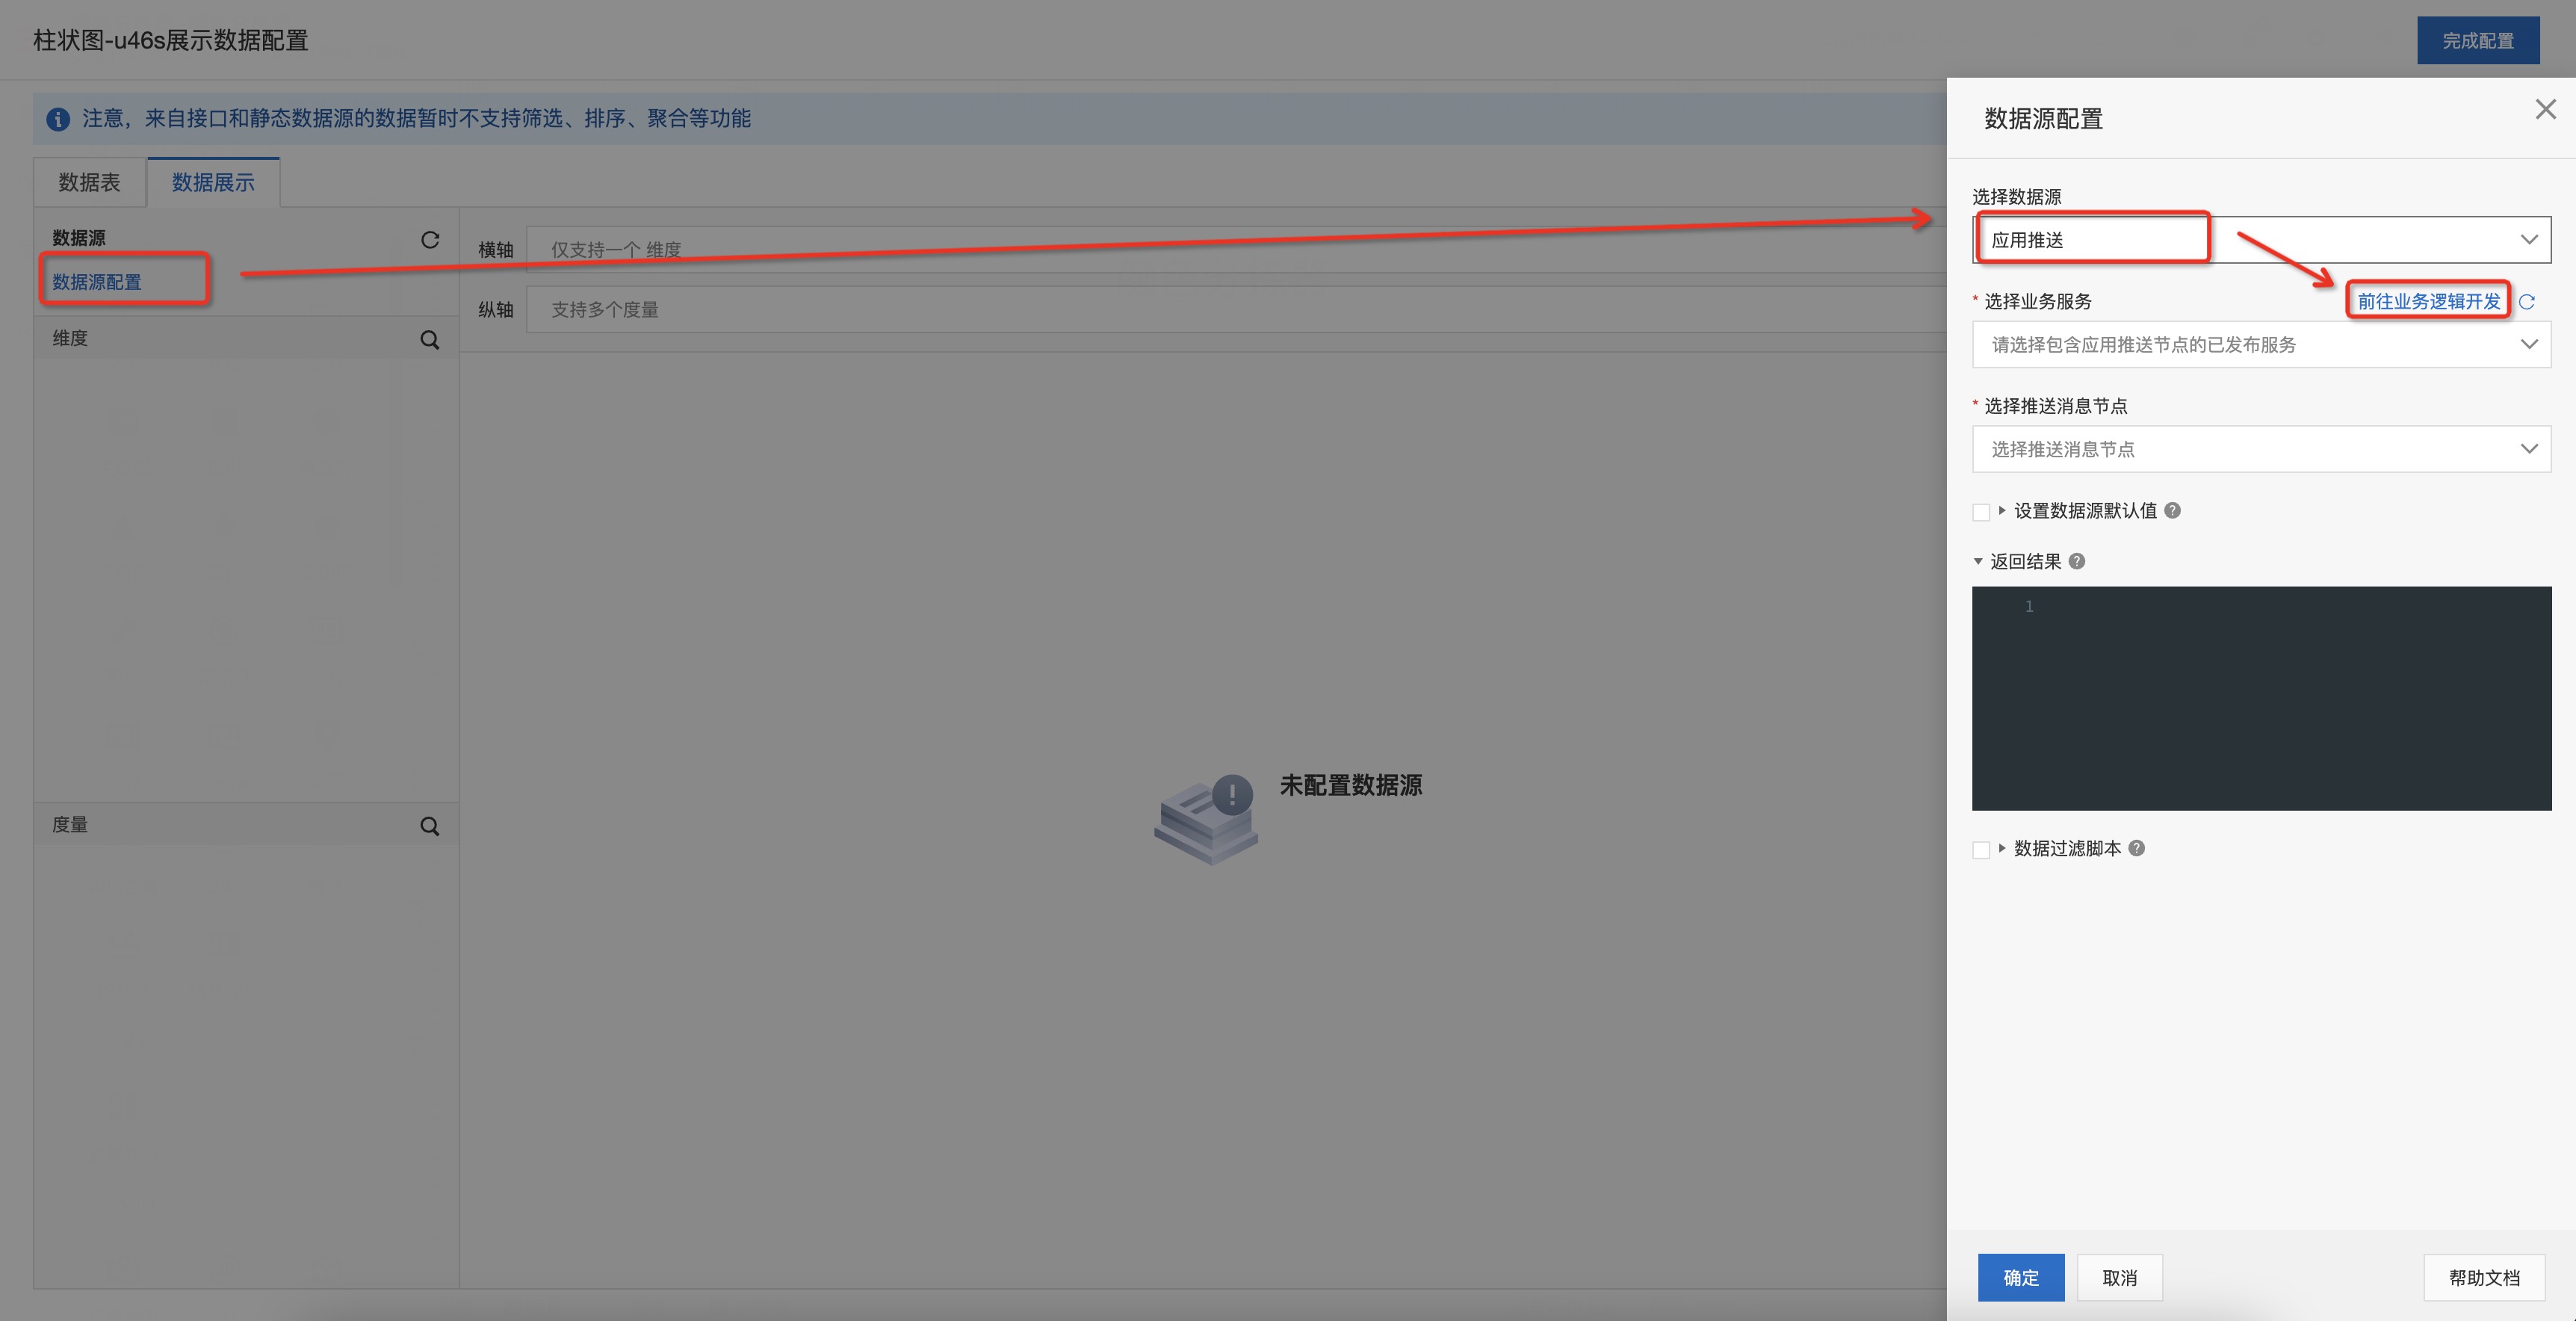 柱状图-u46s展示数据配置
完成配置
注意，来自接口和静态数据源的数据暂时不支持筛选、排序、聚合等功能
数据表
数据展示
数据源
数据源配置
维度
度量
横轴
仅支持一个 维度
纵轴
支持多个度量
未配置数据源
数据源配置
选择数据源
应用推送
* 选择业务服务
前往业务逻辑开发
请选择包含应用推送节点的已发布服务
* 选择推送消息节点
选择推送消息节点
设置数据源默认值
返回结果
1
数据过滤脚本
确定
取消
帮助文档